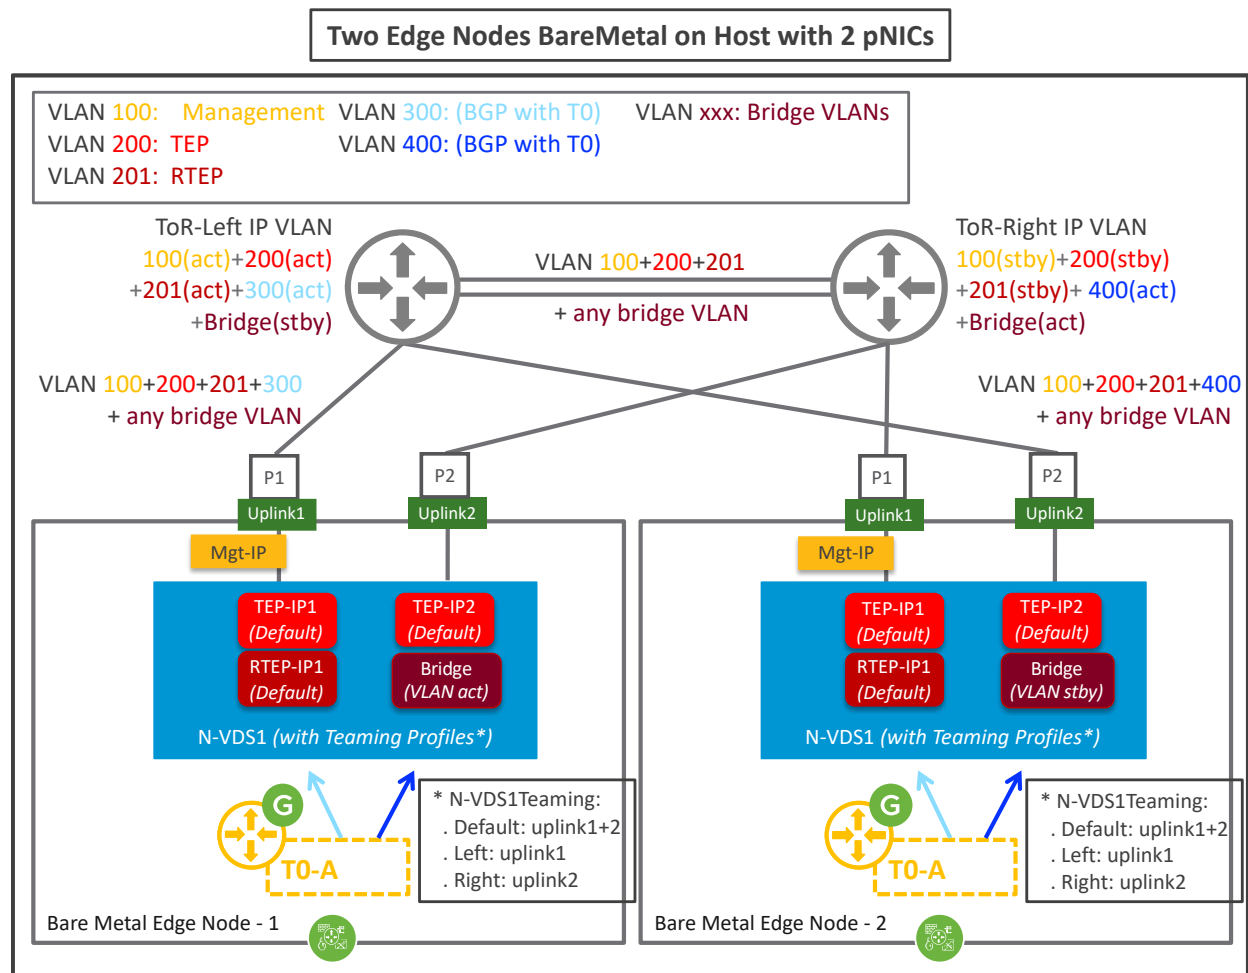 Two Edge Nodes BareMetal on Host with 2 pNICs
VLAN 100: Management
VLAN 300: (BGP with T0)
VLAN xxx: Bridge VLANs
VLAN 200: TEP
VLAN 400: (BGP with T0)
VLAN 201: RTEP
ToR-Left IP VLAN
100(act)+200(act)
+201(act)+300(act)
+Bridge(stby)
VLAN 100+200+201
+ any bridge VLAN
ToR-Right IP VLAN
100(stby)+200(stby)
+201(stby)+ 400(act)
+Bridge(act)
VLAN 100+200+201+300
+ any bridge VLAN
VLAN 100+200+201+400
+ any bridge VLAN
P1
P2
P1
P2
Uplink1
Uplink2
Uplink1
Uplink2
Mgt-IP
Mgt-IP
TEP-IP1
(Default)
TEP-IP2
(Default)
RTEP-IP1
(Default)
Bridge
(VLAN act)
N-VDS1 (with Teaming Profiles*)
TEP-IP1
(Default)
TEP-IP2
(Default)
RTEP-IP1
(Default)
Bridge
(VLAN stby)
N-VDS1 (with Teaming Profiles*)
G
T0-A
* N-VDS1Teaming:
. Default: uplink1+2
. Left: uplink1
. Right: uplink2
Bare Metal Edge Node - 1
G
T0-A
* N-VDS1Teaming:
. Default: uplink1+2
. Left: uplink1
. Right: uplink2
Bare Metal Edge Node - 2